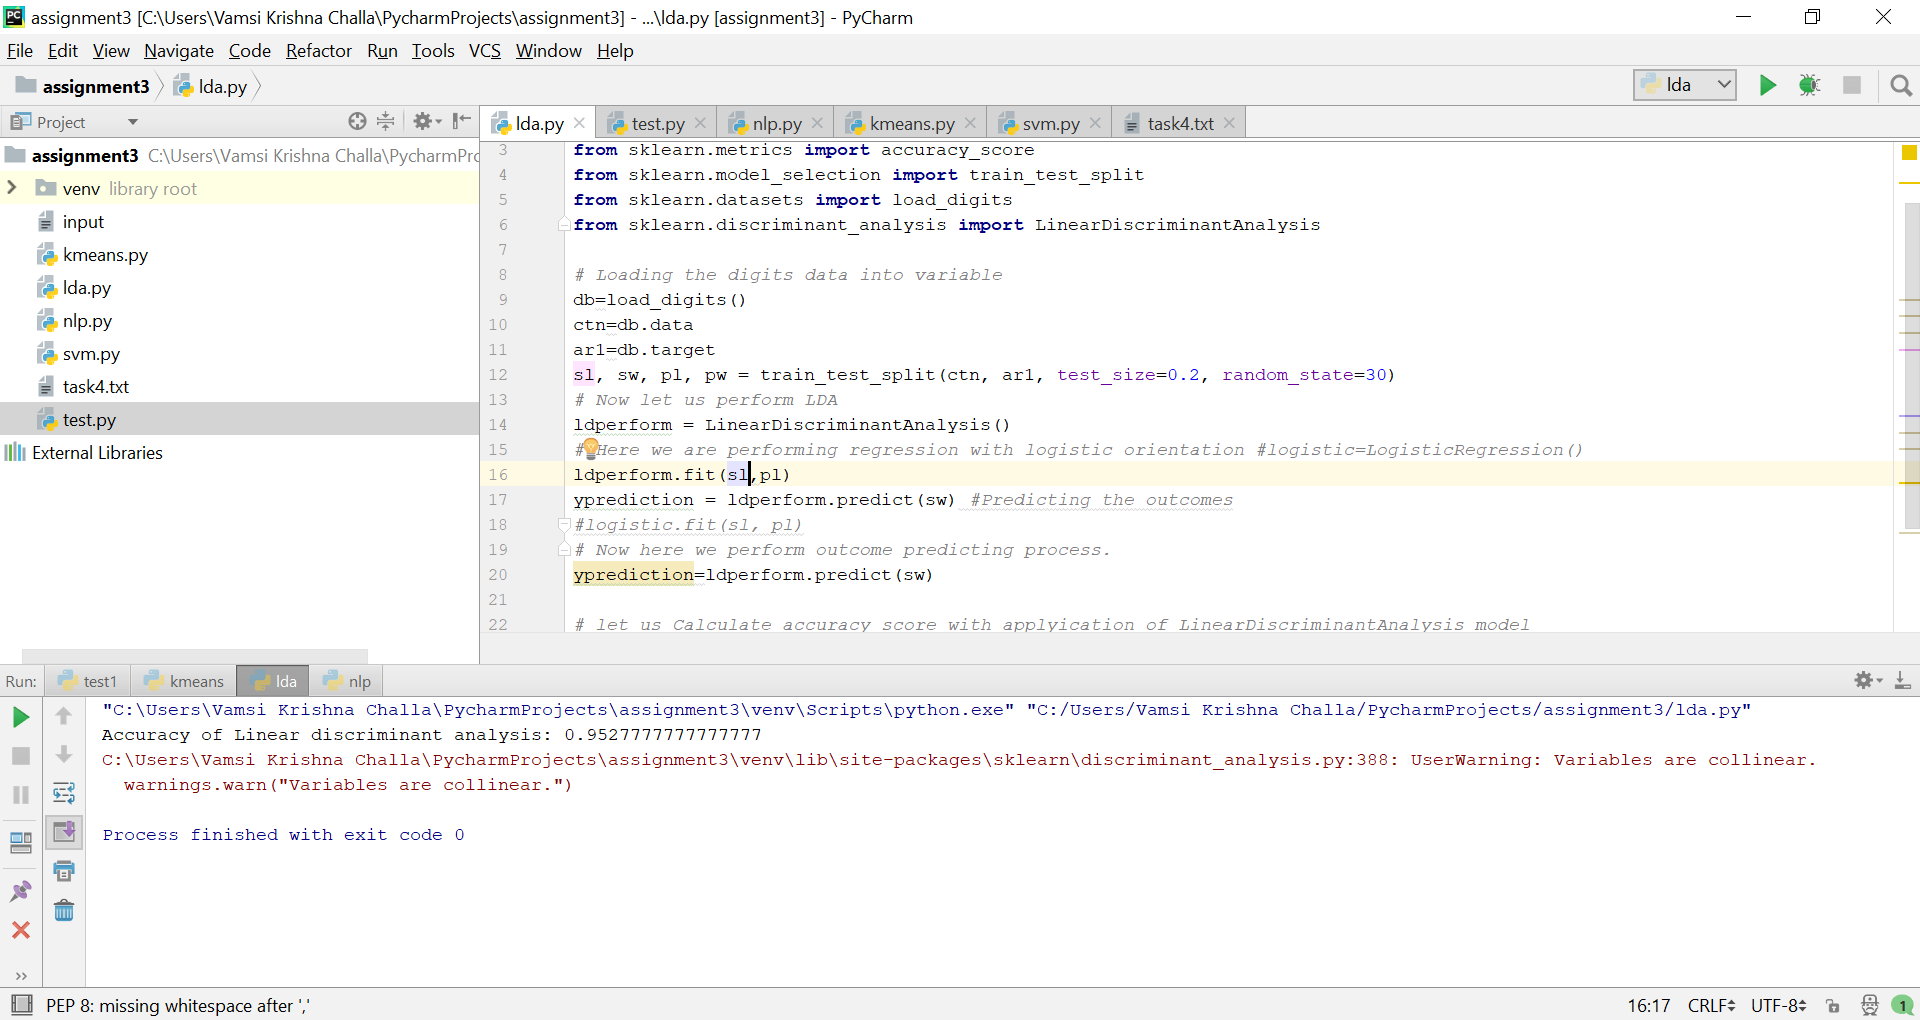 assignment3 [C:\Users\Vamsi Krishna Challa\PycharmProjects\assignment3] - ...\lda.py [assignment3] - PyCharm
File Edit View Navigate Code Refactor Run Tools VCS Window Help
assignment3 lda.py lda
Project
lda.py test.py nlp.py kmeans.py svm.py task4.txt
assignment3 C:\Users\Vamsi Krishna Challa\PycharmPrc
venv library root
input
kmeans.py
lda.py
nlp.py
svm.py
task4.txt
test.py
External Libraries
3 from sklearn.metrics import accuracy_score
4 from sklearn.model_selection import train_test_split
5 from sklearn.datasets import load_digits
6 from sklearn.discriminant_analysis import LinearDiscriminantAnalysis
7
8 # Loading the digits data into variable
9 db=load_digits()
10 ctn=db.data
11 ar1=db.target
12 sl, sw, pl, pw = train_test_split(ctn, ar1, test_size=0.2, random_state=30)
13 # Now let us perform LDA
14 ldperform = LinearDiscriminantAnalysis()
15 #Here we are performing regression with logistic orientation #logistic=LogisticRegression()
16 ldperform.fit(sl,pl)
17 yprediction = ldperform.predict(sw) #Predicting the outcomes
18 #logistic.fit(sl, pl)
19 # Now here we perform outcome predicting process.
20 yprediction=ldperform.predict(sw)
21
22 # let us Calculate accuracy score with applyication of LinearDiscriminantAnalysis model
Run: test1 kmeans lda nlp
"C:\Users\Vamsi Krishna Challa\PycharmProjects\assignment3\venv\Scripts\python.exe" "C:/Users/Vamsi Krishna Challa/PycharmProjects/assignment3/lda.py"
Accuracy of Linear discriminant analysis: 0.9527777777777777
C:\Users\Vamsi Krishna Challa\PycharmProjects\assignment3\venv\lib\site-packages\sklearn\discriminant_analysis.py:388: UserWarning: Variables are collinear.
warnings.warn("Variables are collinear.")
Process finished with exit code 0
PEP 8: missing whitespace after ',' 16:17 CRLF UTF-8 1